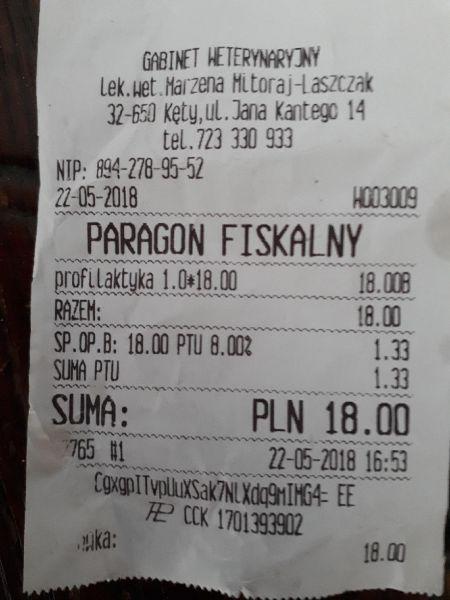 GABINET WETERYNARYJNY
Lek.wet.Marzena Mitoraj-Laszczak
32-650 Kęty,ul.Jana Kantego 14
tel.723 330 933
NIP: 894-278-95-52
22-05-2018 W003009
PARAGON FISKALNY
profilaktyka 1.0*18.00 18.00B
RAZEM: 18.00
SP.OP.B: 18.00 PTU 8.00% 1.33
SUMA PTU 1.33
SUMA: PLN 18.00
765 #1 22-05-2018 16:53
CgxgpITvpUuXSak7NLXdq9MIMG4= EE
CCK 1701393902
18.00